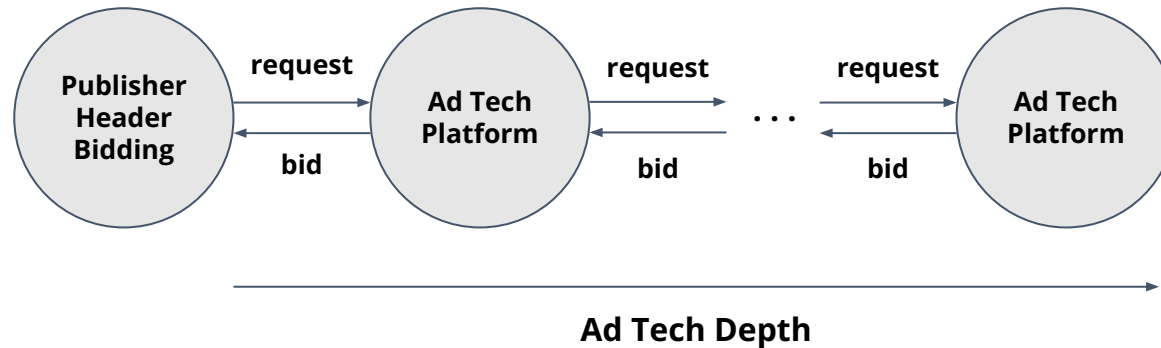 Publisher
Header
Bidding
request
bid
Ad Tech
Platform
request
bid
. . .
request
bid
Ad Tech
Platform
Ad Tech Depth